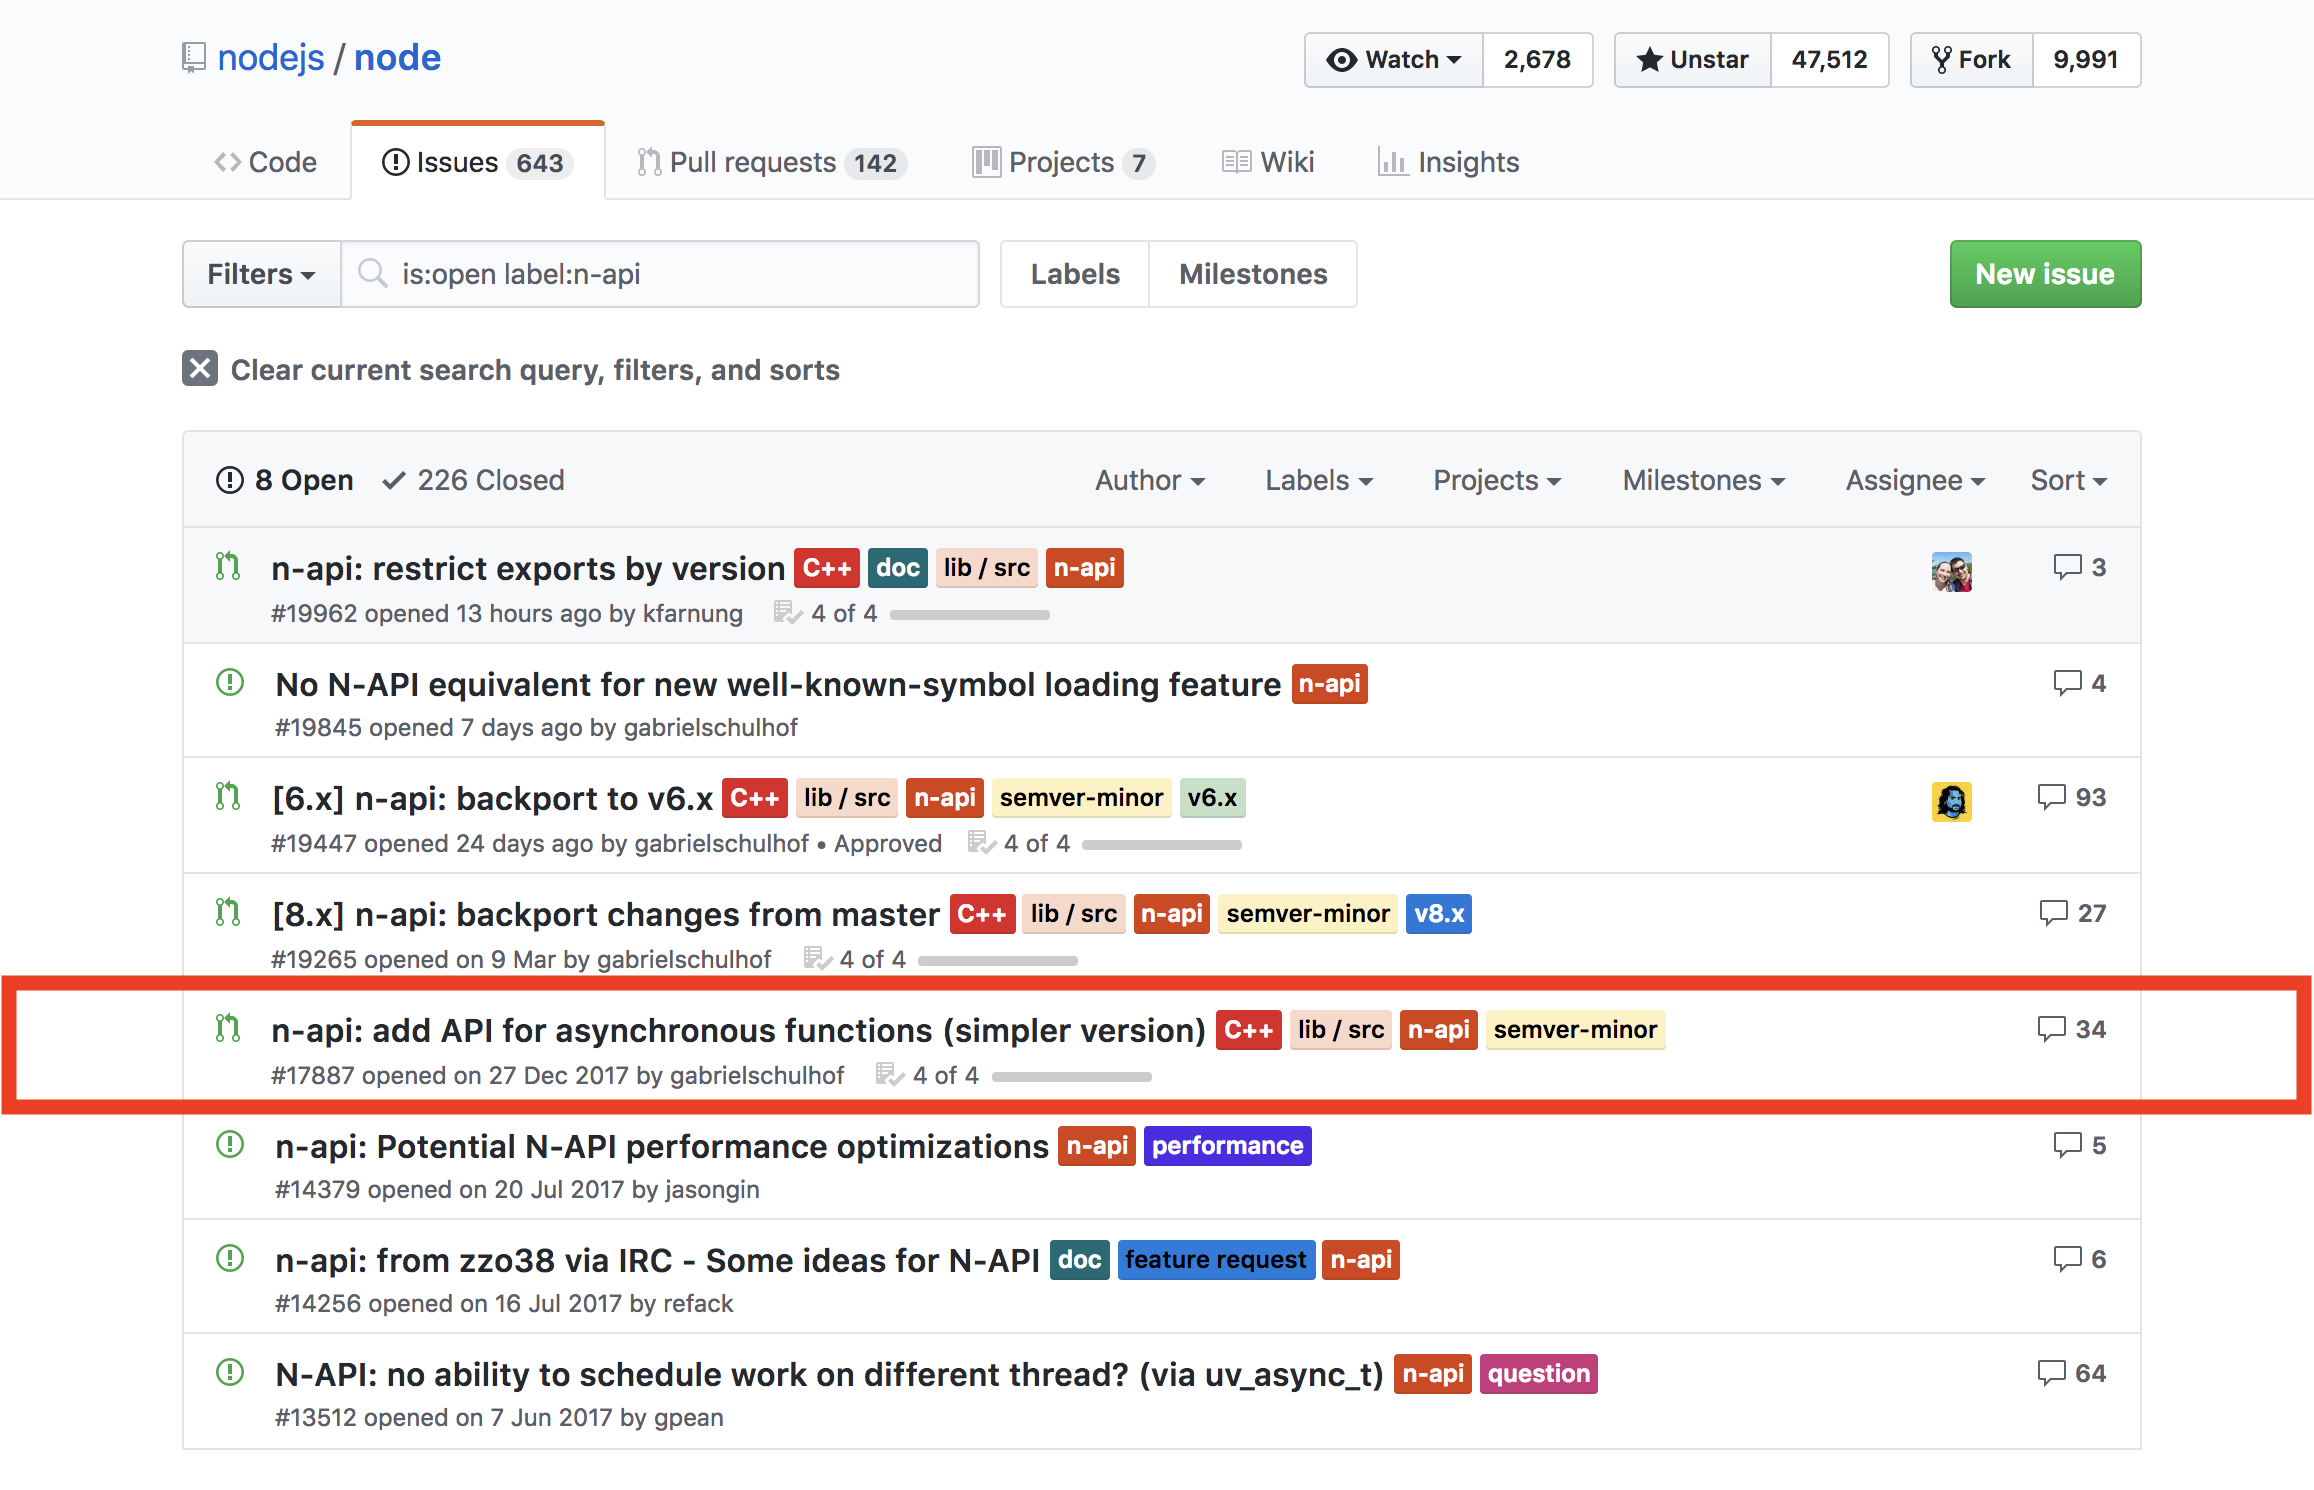 nodejs / node
Watch 2,678 Unstar 47,512 Fork 9,991
Code Issues 643 Pull requests 142 Projects 7 Wiki Insights
Filters is:open label:n-api Labels Milestones New issue
Clear current search query, filters, and sorts
8 Open 226 Closed Author Labels Projects Milestones Assignee Sort
n-api: restrict exports by version C++ doc lib / src n-api 3
#19962 opened 13 hours ago by kfarnung 4 of 4
No N-API equivalent for new well-known-symbol loading feature n-api 4
#19845 opened 7 days ago by gabrielschulhof
[6.x] n-api: backport to v6.x C++ lib / src n-api semver-minor v6.x 93
#19447 opened 24 days ago by gabrielschulhof • Approved 4 of 4
[8.x] n-api: backport changes from master C++ lib / src n-api semver-minor v8.x 27
#19265 opened on 9 Mar by gabrielschulhof 4 of 4
n-api: add API for asynchronous functions (simpler version) C++ lib / src n-api semver-minor 34
#17887 opened on 27 Dec 2017 by gabrielschulhof 4 of 4
n-api: Potential N-API performance optimizations n-api performance 5
#14379 opened on 20 Jul 2017 by jasongin
n-api: from zzo38 via IRC - Some ideas for N-API doc feature request n-api 6
#14256 opened on 16 Jul 2017 by refack
N-API: no ability to schedule work on different thread? (via uv_async_t) n-api question 64
#13512 opened on 7 Jun 2017 by gpean